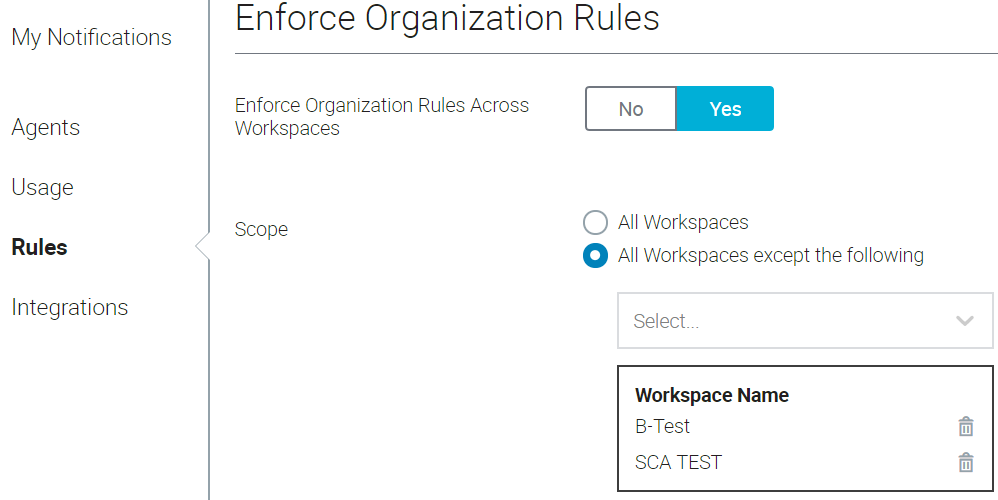 My Notifications
Agents
Usage
Rules
Integrations
Enforce Organization Rules
Enforce Organization Rules Across
Workspaces
No
Yes
Scope
All Workspaces
All Workspaces except the following
Select...
Workspace Name
B-Test
SCA TEST